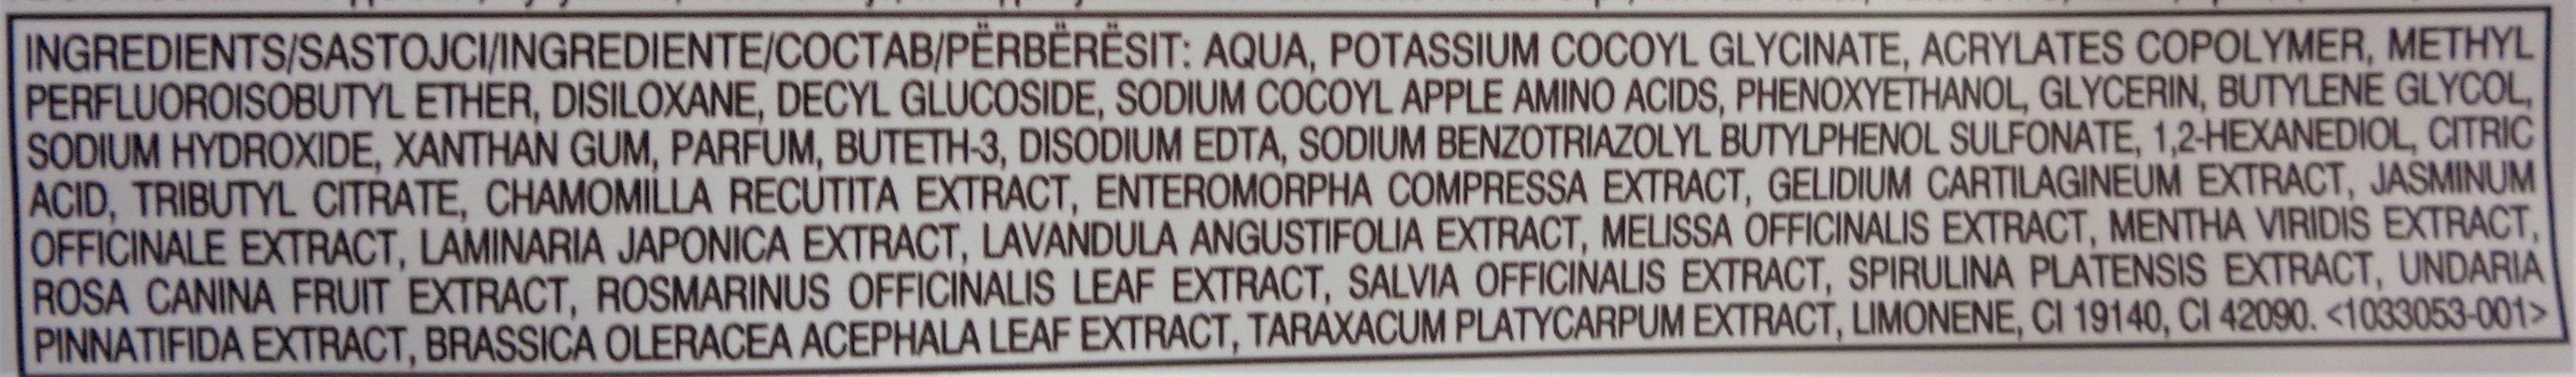 INGREDIENTS/SASTOJCI/INGREDIENTE/COCTAB/PËRBËRËSIT: AQUA, POTASSIUM COCOYL GLYCINATE, ACRYLATES COPOLYMER, METHYL
PERFLUOROISOBUTYL ETHER, DISILOXANE, DECYL GLUCOSIDE, SODIUM COCOYL APPLE AMINO ACIDS, PHENOXYETHANOL, GLYCERIN, BUTYLENE GLYCOL,
SODIUM HYDROXIDE, XANTHAN GUM, PARFUM, BUTETH-3, DISODIUM EDTA, SODIUM BENZOTRIAZOLYL BUTYLPHENOL SULFONATE, 1,2-HEXANEDIOL, CITRIC
ACID, TRIBUTYL CITRATE, CHAMOMILLA RECUTITA EXTRACT, ENTEROMORPHA COMPRESSA EXTRACT, GELIDIUM CARTILAGINEUM EXTRACT, JASMINUM
OFFICINALE EXTRACT, LAMINARIA JAPONICA EXTRACT, LAVANDULA ANGUSTIFOLIA EXTRACT, MELISSA OFFICINALIS EXTRACT, MENTHA VIRIDIS EXTRACT,
ROSA CANINA FRUIT EXTRACT, ROSMARINUS OFFICINALIS LEAF EXTRACT, SALVIA OFFICINALIS EXTRACT, SPIRULINA PLATENSIS EXTRACT, UNDARIA
PINNATIFIDA EXTRACT, BRASSICA OLERACEA ACEPHALA LEAF EXTRACT, TARAXACUM PLATYCARPUM EXTRACT, LIMONENE, CI 19140, CI 42090. <1033053-001>